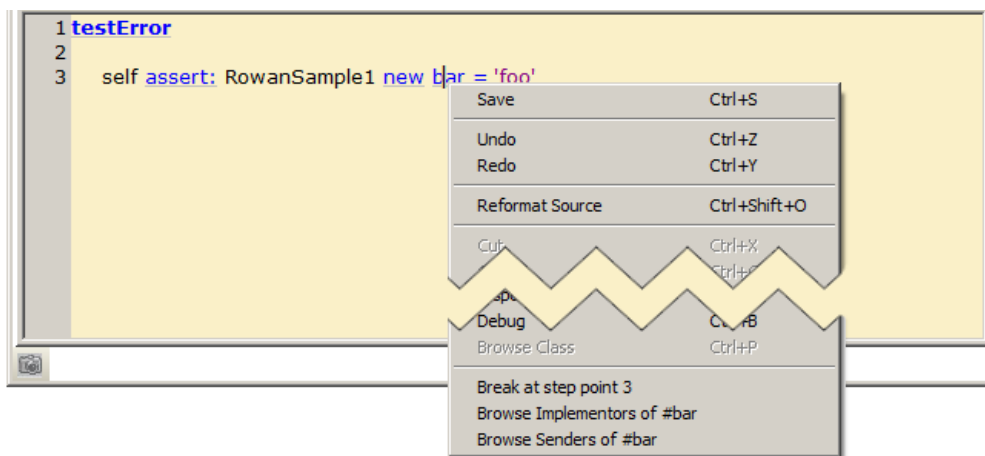 1 testError
2
3 self assert: RowanSample1 new bar = 'foo'
Save Ctrl+S
Undo Ctrl+Z
Redo Ctrl+Y
Reformat Source Ctrl+Shift+O
Cut Ctrl+X
Debug Ctrl+B
Browse Class Ctrl+P
Break at step point 3
Browse Implementors of #bar
Browse Senders of #bar